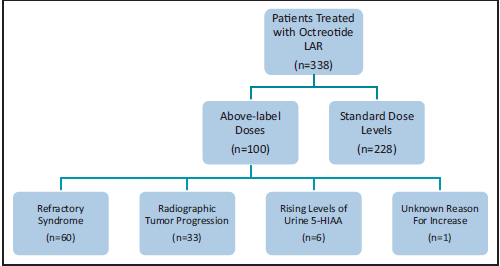 Patients Treated
with Octreotide
LAR
(n=338)
Above-label
Doses
(n=100)
Standard Dose
Levels
(n=228)
Refractory
Syndrome
(n=60)
Radiographic
Tumor Progression
(n=33)
Rising Levels of
Urine 5-HIAA
(n=6)
Unknown Reason
For Increase
(n=1)